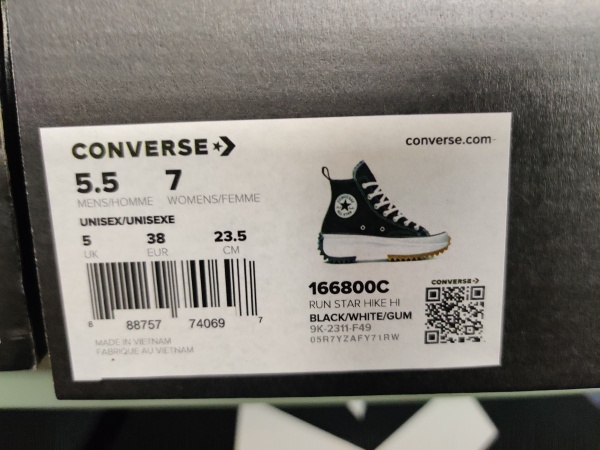 CONVERSE
converse.com
5.5 7
MENS/HOMME WOMENS/FEMME
UNISEX/UNISEXE
5 38 23.5
UK EUR CM
8 88757 74069 7
MADE IN VIETNAM
FABRIQUE AU VIETNAM
166800C
RUN STAR HIKE HI
BLACK/WHITE/GUM
9K-2311-F49
05R7YZAFY71RW
CONVERSE